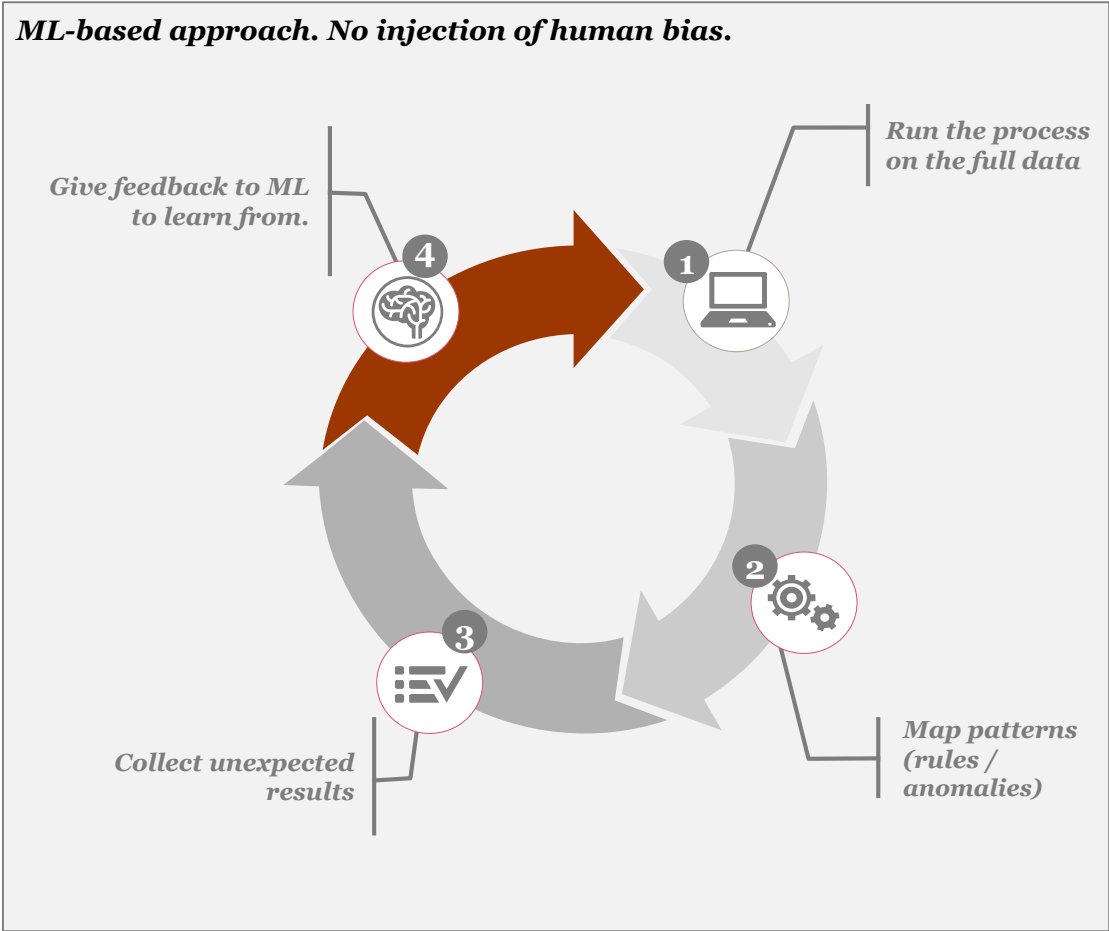 ML-based approach. No injection of human bias.
1
Run the process
on the full data
2
Map patterns
(rules /
anomalies)
3
Collect unexpected
results
4
Give feedback to ML
to learn from.